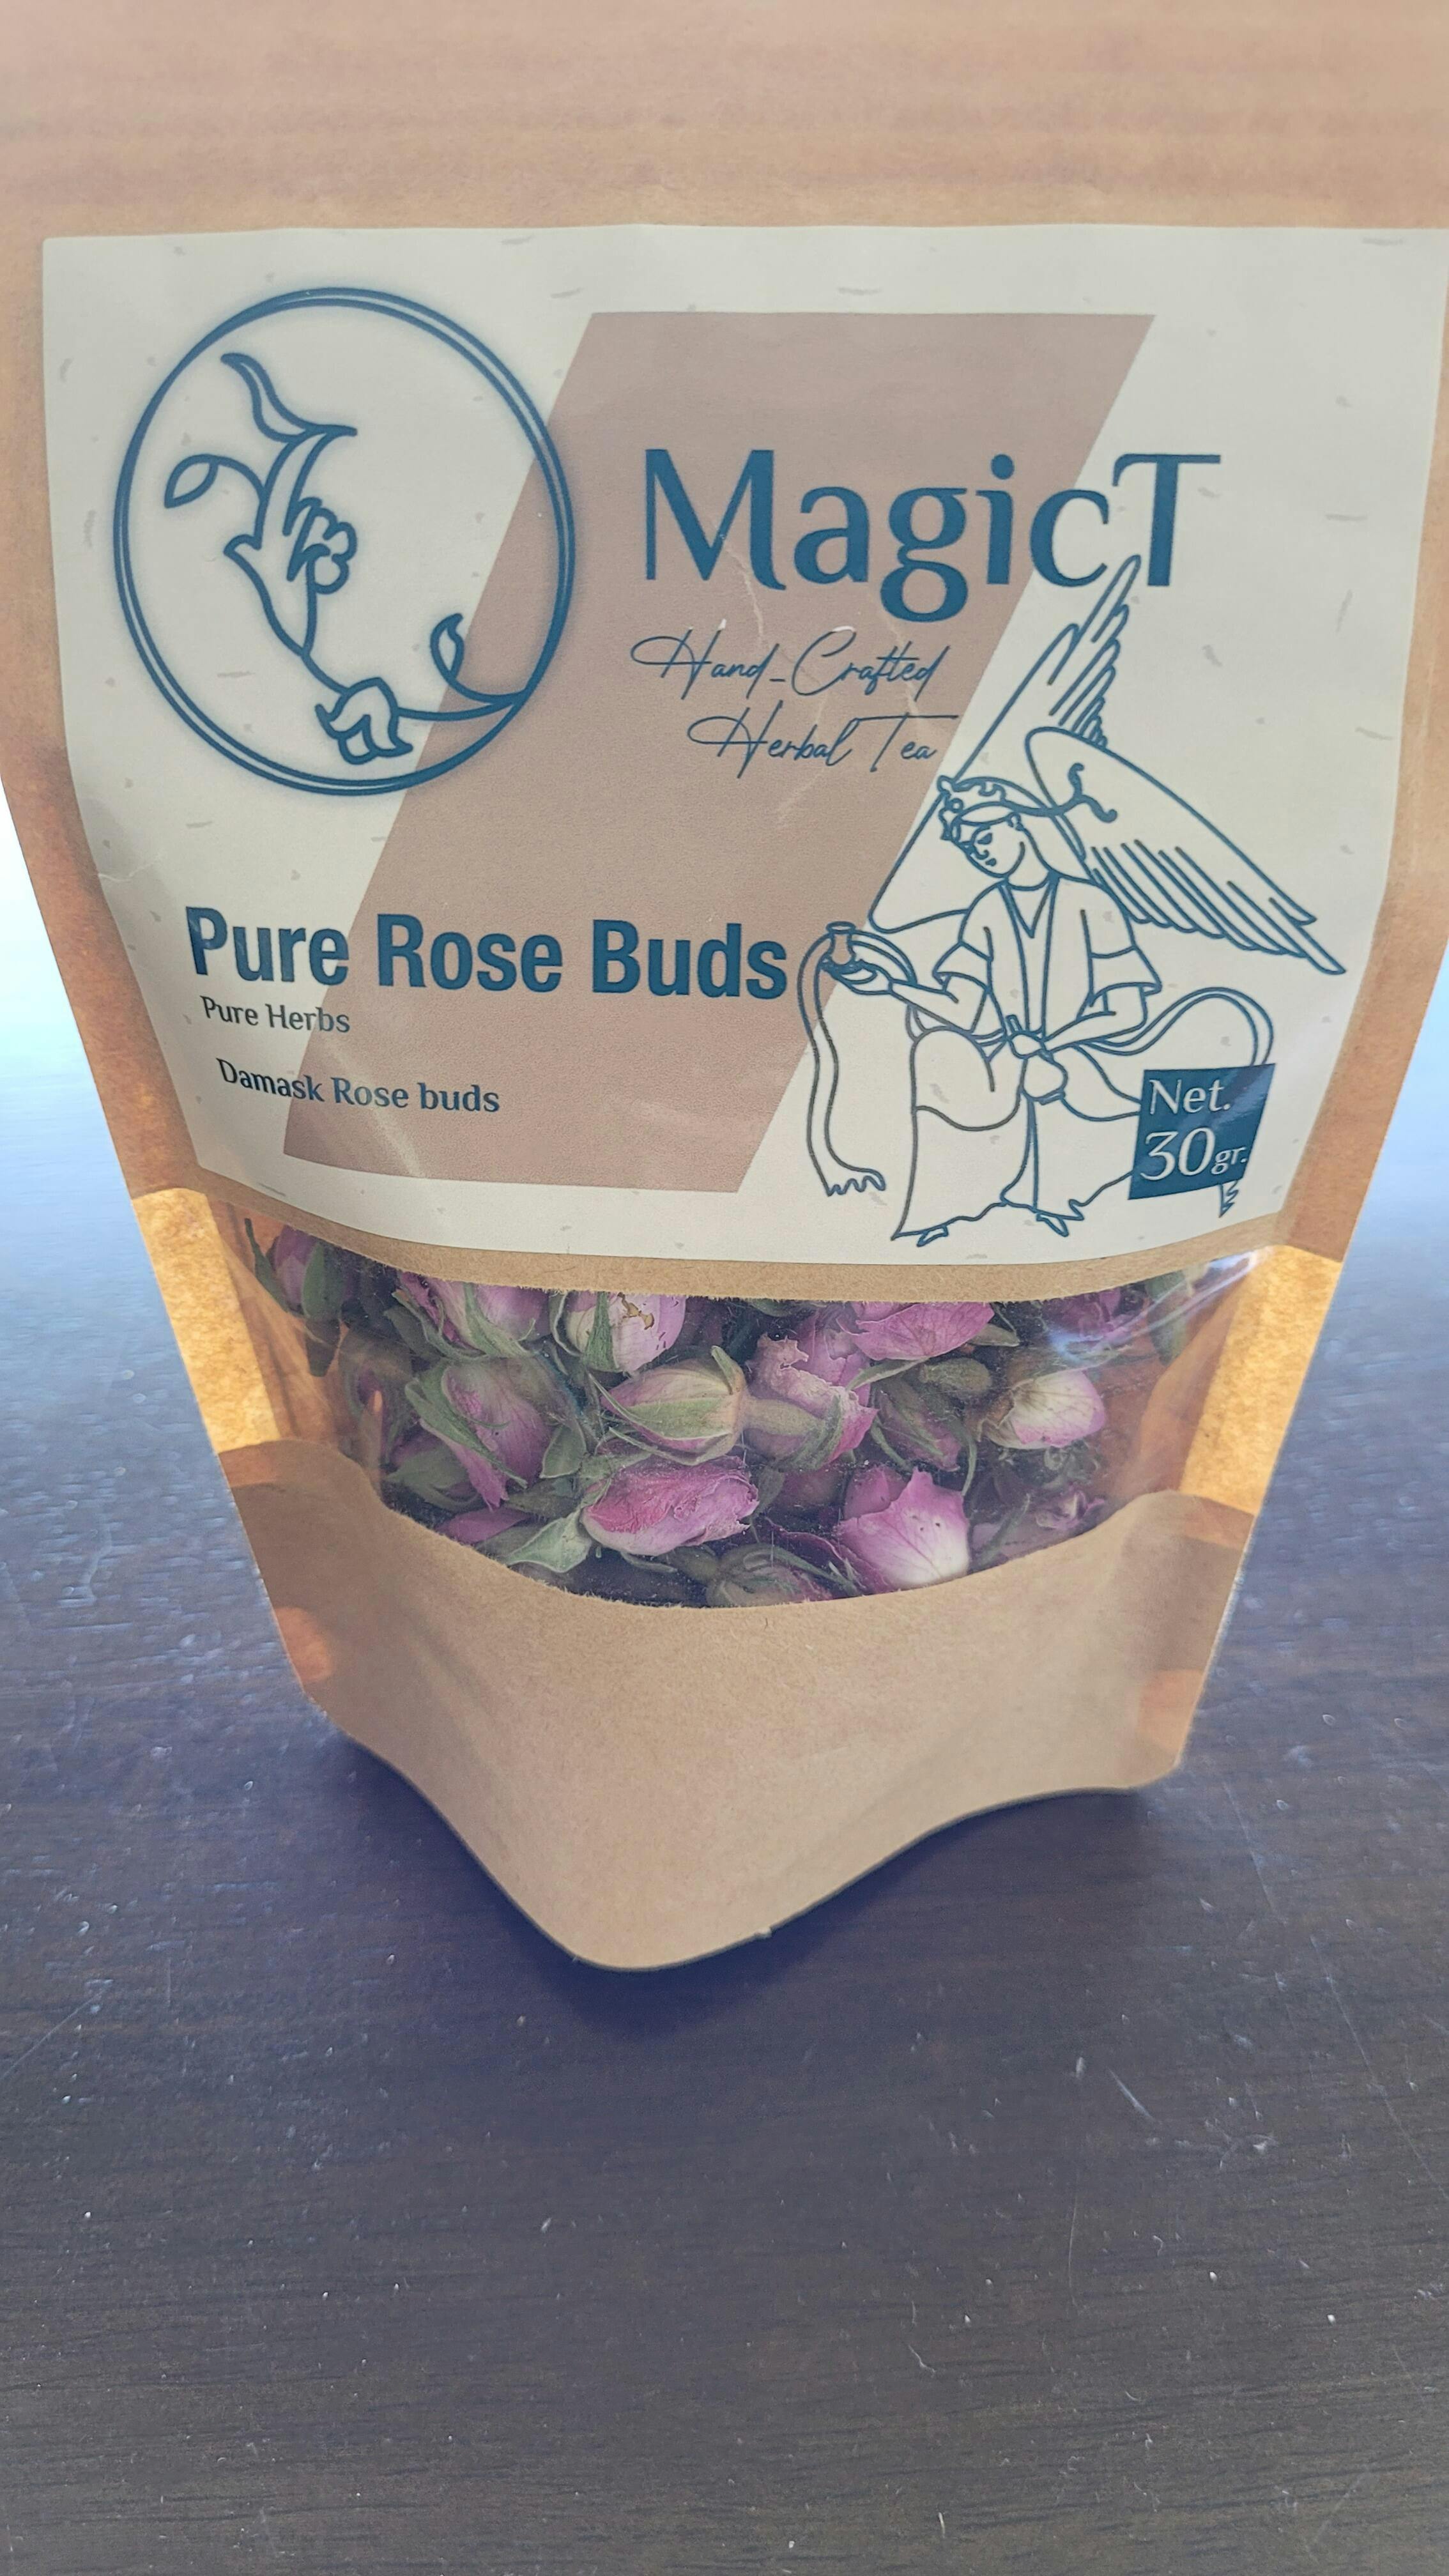 MagicT
Hand-Crafted
Herbal Tea
Pure Rose Buds
Pure Herbs
Damask Rose buds
Net.
30gr.